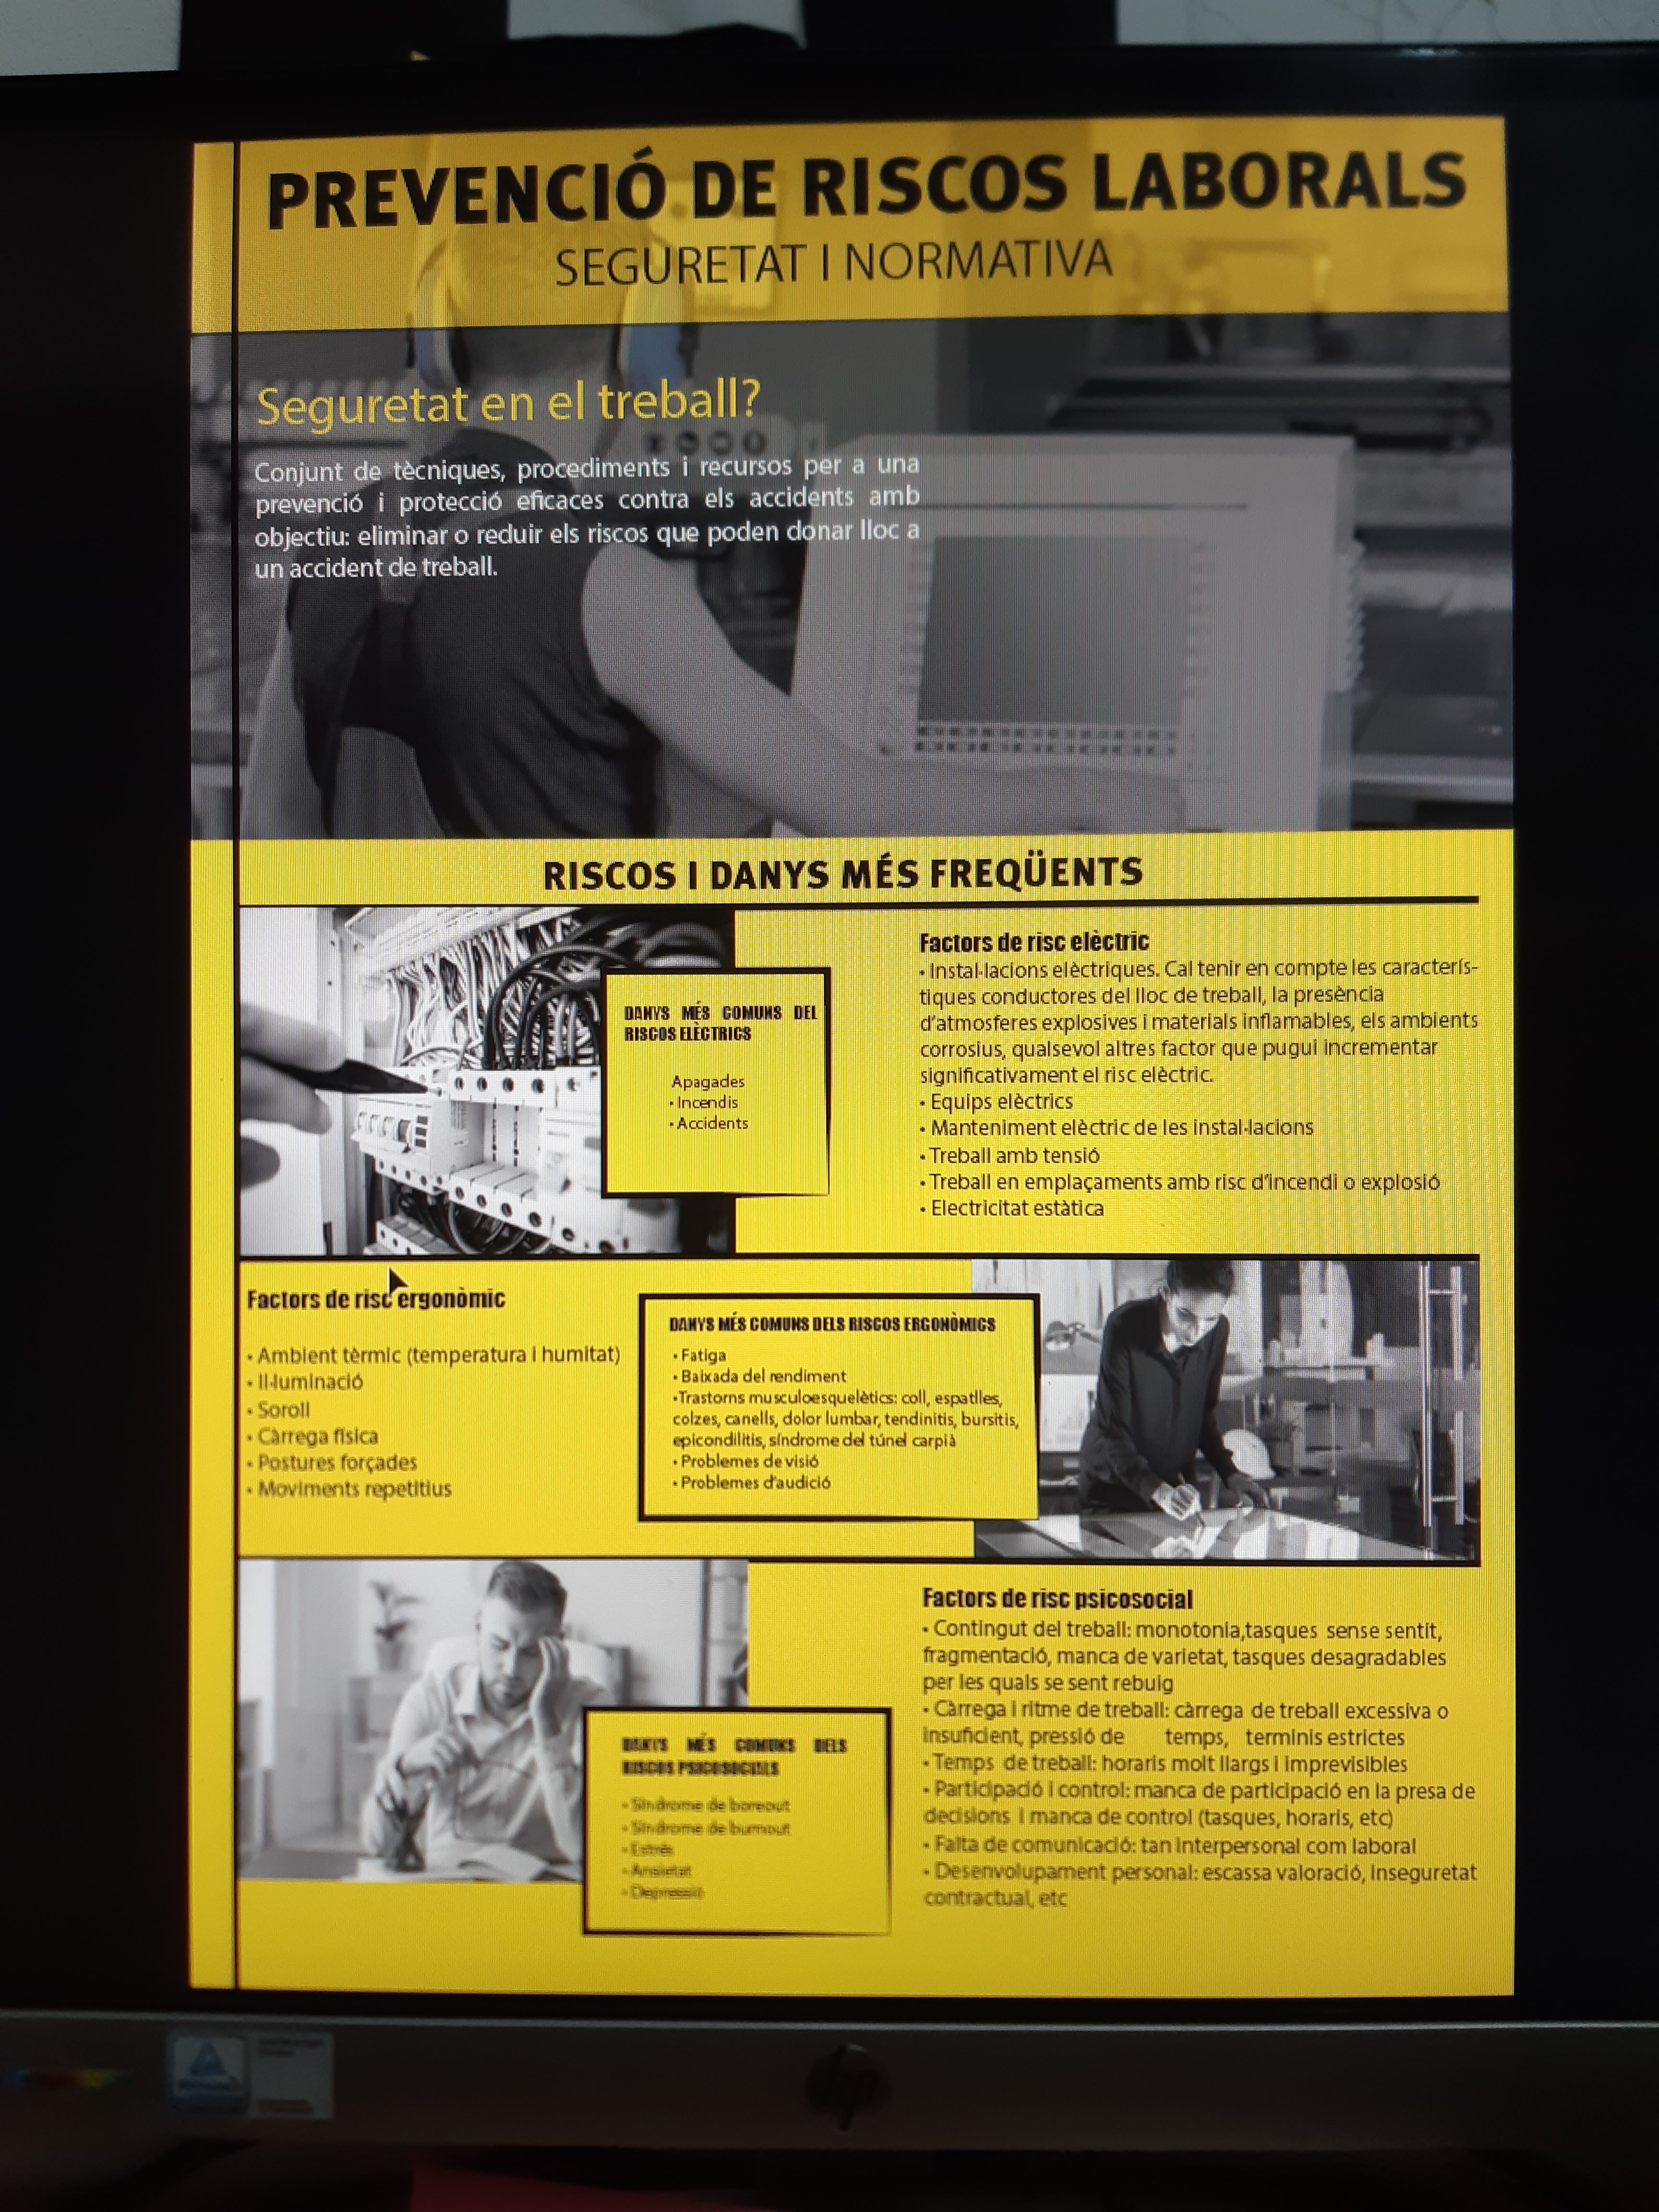 PREVENCIÓ DE RISCOS LABORALS
SEGURETAT I NORMATIVA
Seguretat en el treball?
Conjunt de tècniques, procediments i recursos per a una
prevenció i protecció eficaces contra els accidents amb
objectiu: eliminar o reduir els riscos que poden donar lloc a
un accident de treball.
RISCOS I DANYS MÉS FREQÜENTS
DANYS MÉS COMUNS DEL
RISCOS ELÈCTRICS
Apagades
• Incendis
• Accidents
Factors de risc elèctric
• Instal·lacions elèctriques. Cal tenir en compte les caracterís-
tiques conductores del lloc de treball, la presència
d'atmosferes explosives i materials inflamables, els ambients
corrosius, qualsevol altres factor que pugui incrementar
significativament el risc elèctric.
• Equips elèctrics
• Manteniment elèctric de les instal·lacions
• Treball amb tensió
• Treball en emplaçaments amb risc d'incendi o explosió
• Electricitat estàtica
Factors de risc ergonòmic
• Ambient tèrmic (temperatura i humitat)
• Il·luminació
• Soroll
• Càrrega física
• Postures forçades
• Moviments repetitius
DANYS MÉS COMUNS DELS RISCOS ERGONÒMICS
• Fatiga
• Baixada del rendiment
•Trastorns musculoesquelètics: coll, espatlles,
colzes, canells, dolor lumbar, tendinitis, bursitis,
epicondilitis, síndrome del túnel carpià
• Problemes de visió
• Problemes d'audició
DANYS MÉS COMUNS DELS
RISCOS PSICOSOCIALS
• Síndrome de boreout
• Síndrome de burnout
• Estrés
• Ansietat
• Depressió
Factors de risc psicosocial
• Contingut del treball: monotonia,tasques sense sentit,
fragmentació, manca de varietat, tasques desagradables
per les quals se sent rebuig
• Càrrega i ritme de treball: càrrega de treball excessiva o
insuficient, pressió de temps, terminis estrictes
• Temps de treball: horaris molt llargs i imprevisibles
• Participació i control: manca de participació en la presa de
decisions i manca de control (tasques, horaris, etc)
• Falta de comunicació: tan interpersonal com laboral
• Desenvolupament personal: escassa valoració, inseguretat
contractual, etc
hp